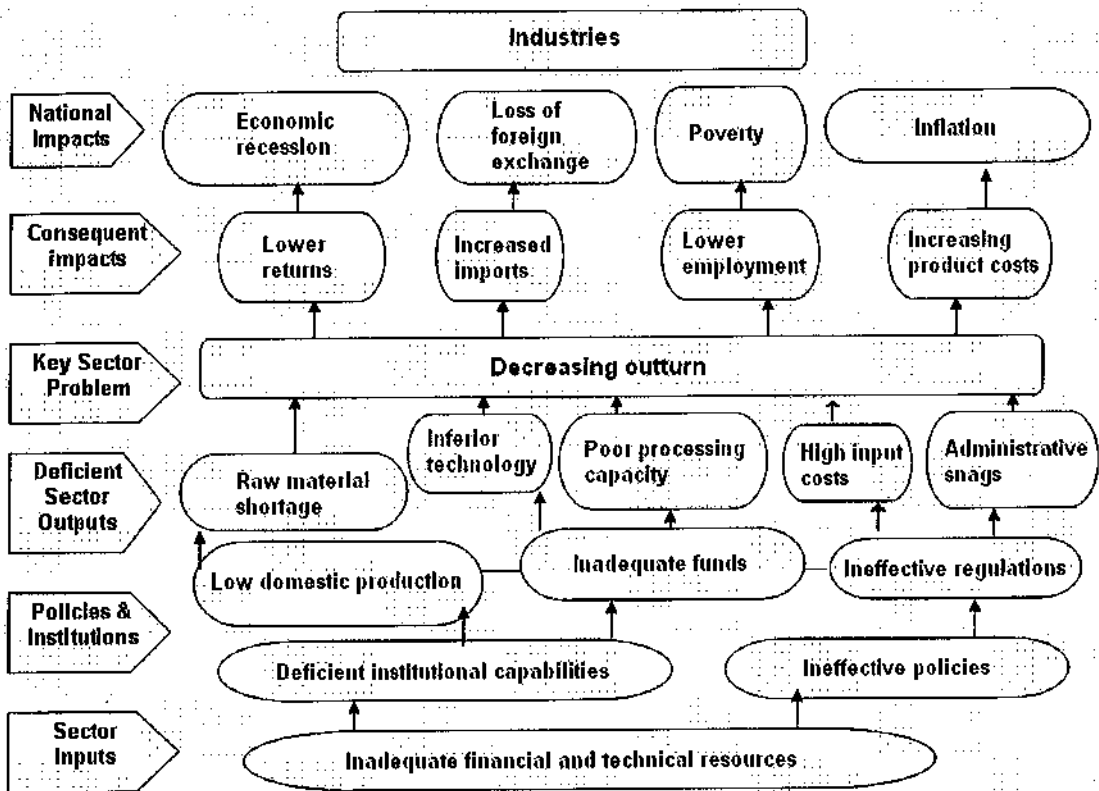 Industries
National
Impacts
Economic
recession
Loss of
foreign
exchange
Poverty
Inflation
Consequent
impacts
Lower
returns
Increased
imports
Lower
employment
Increasing
product costs
Key Sector
Problem
Decreasing outturn
Deficient
Sector
Outputs
Raw material
shortage
Inferior
technology
Poor processing
capacity
High input
costs
Administrative
snags
Low domestic production
Inadequate funds
Ineffective regulations
Policies &
Institutions
Deficient institutional capabilities
Ineffective policies
Sector
Inputs
Inadequate financial and technical resources